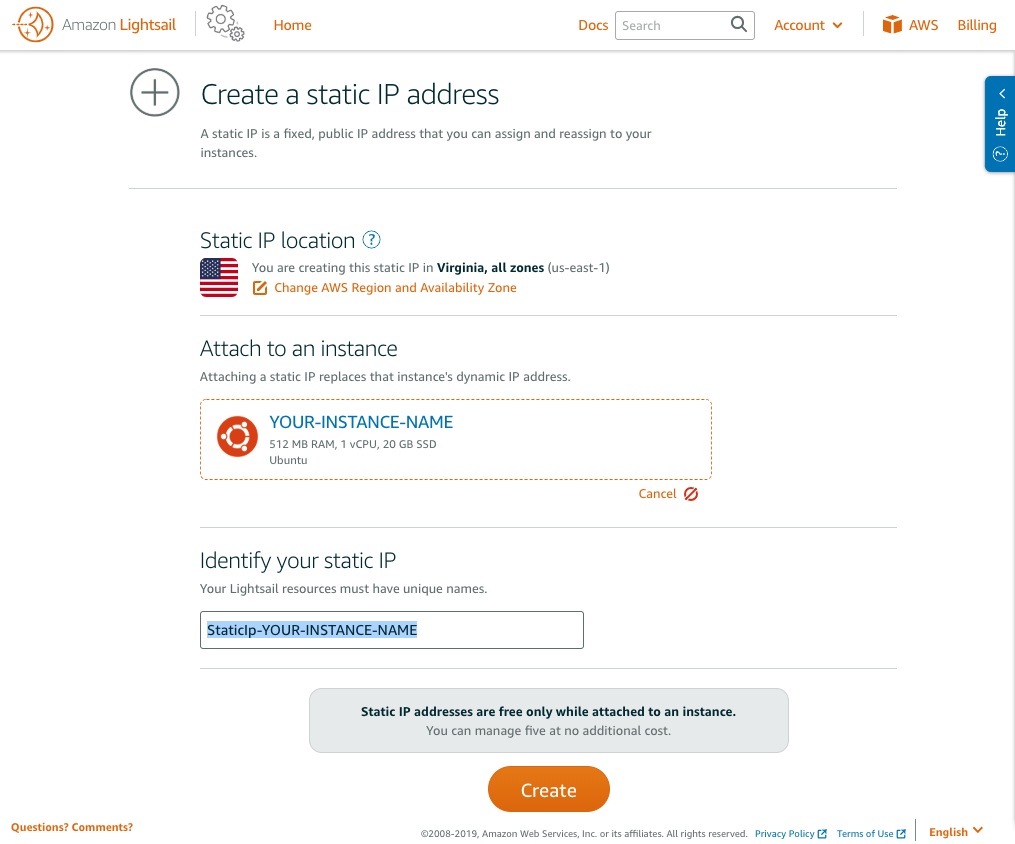 Amazon Lightsail
Home
Docs
Search
Account
AWS
Billing
Help
Create a static IP address
A static IP is a fixed, public IP address that you can assign and reassign to your
instances.
Static IP location ?
You are creating this static IP in Virginia, all zones (us-east-1)
Change AWS Region and Availability Zone
Attach to an instance
Attaching a static IP replaces that instance's dynamic IP address.
YOUR-INSTANCE-NAME
512 MB RAM, 1 vCPU, 20 GB SSD
Ubuntu
Cancel
Identify your static IP
Your Lightsail resources must have unique names.
StaticIp-YOUR-INSTANCE-NAME
Static IP addresses are free only while attached to an instance.
You can manage five at no additional cost.
Create
Questions? Comments?
©2008-2019, Amazon Web Services, Inc. or its affiliates. All rights reserved.
Privacy Policy
Terms of Use
English